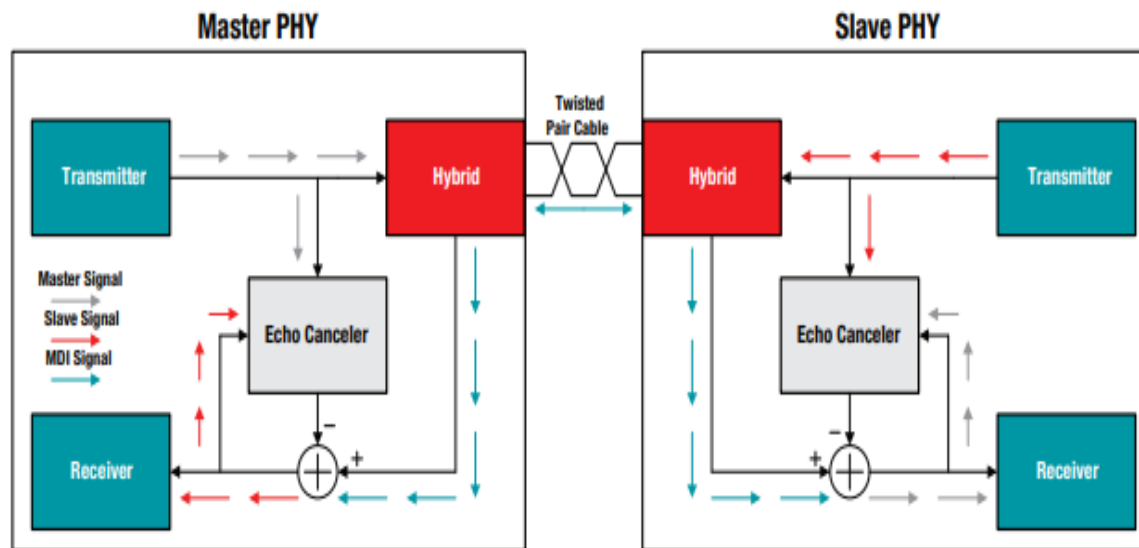 Master PHY
Slave PHY
Twisted
Pair Cable
Transmitter
Hybrid
Hybrid
Transmitter
Master Signal
Slave Signal
MDI Signal
Echo Canceler
Echo Canceler
−
+
−
+
Receiver
Receiver